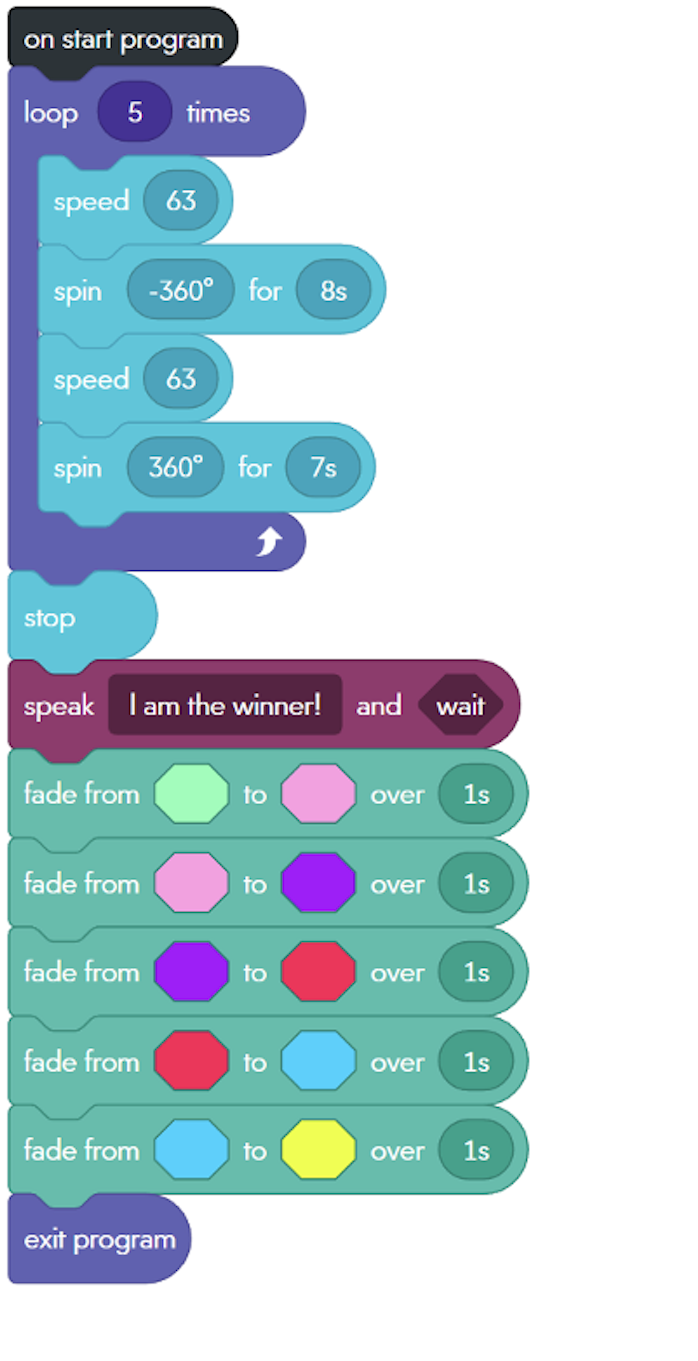 on start program
loop 5 times
speed 63
spin -360° for 8s
speed 63
spin 360° for 7s
stop
speak I am the winner! and wait
fade from to over 1s
fade from to over 1s
fade from to over 1s
fade from to over 1s
fade from to over 1s
exit program